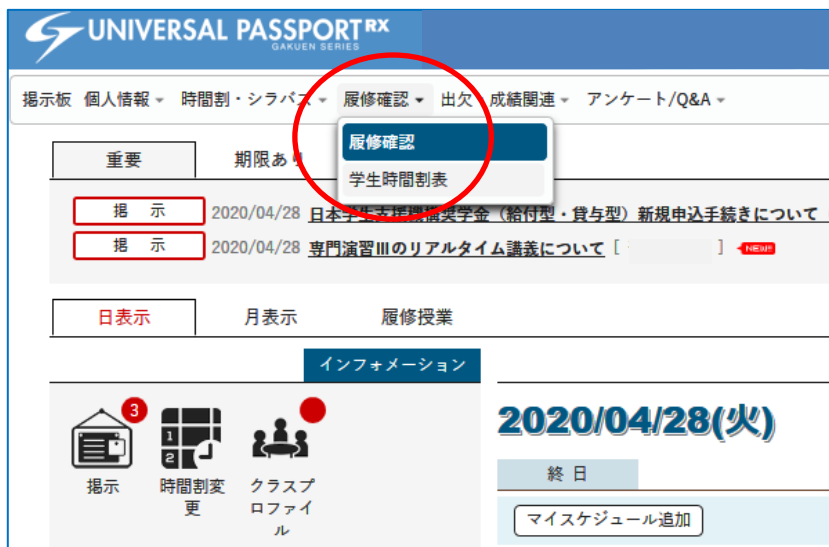 UNIVERSAL PASSPORT RX
GAKUEN SERIES
掲示板 個人情報 時間割・シラバス 履修確認 出欠 成績関連 アンケート/Q&A
履修確認
学生時間割表
重要 期限あり
掲示 2020/04/28 日本学生支援機構奨学金（給付型・貸与型）新規申込手続きについて
掲示 2020/04/28 専門演習IIIのリアルタイム講義について [ ] NEW!!
日表示 月表示 履修授業
インフォメーション
3
1
2
掲示 時間割変更 クラスプロファイル
2020/04/28(火)
終日
マイスケジュール追加